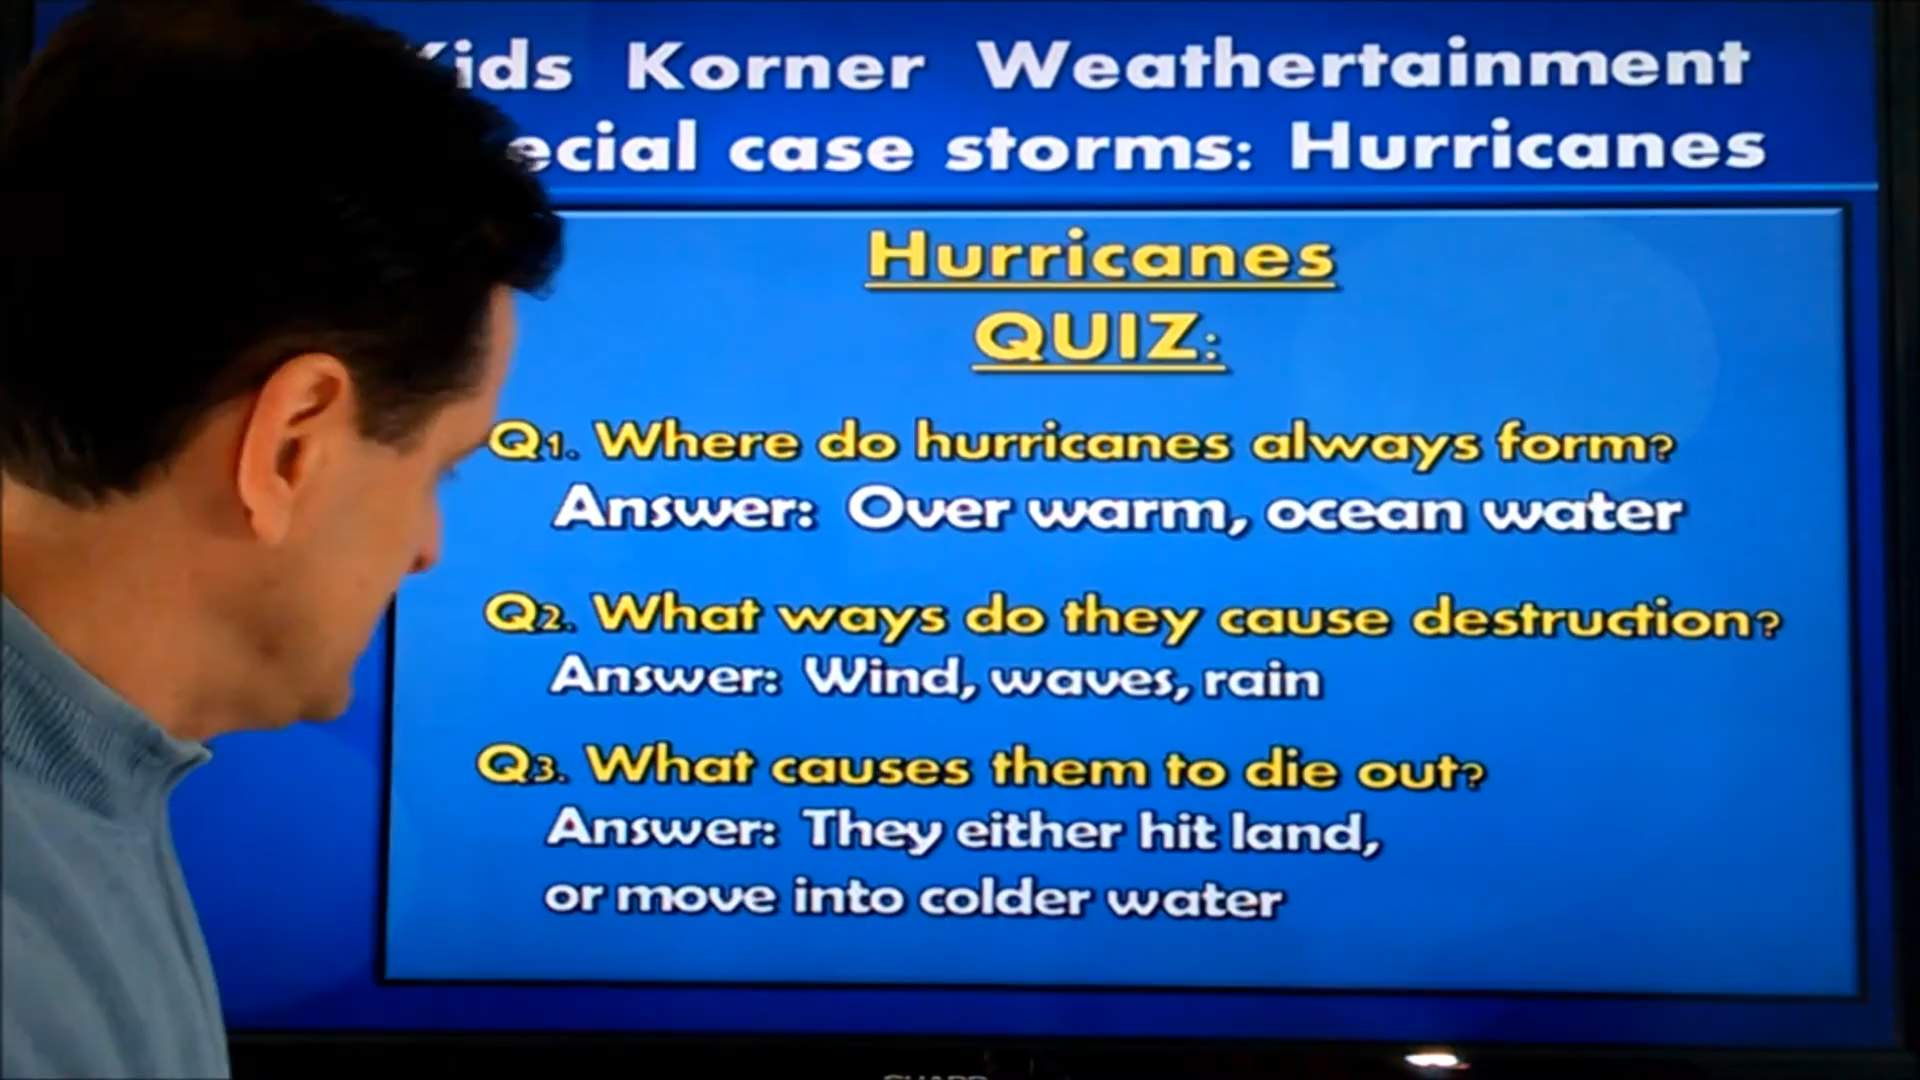 ids Korner Weathertainment
ecial case storms: Hurricanes
Hurricanes
QUIZ:
Q1. Where do hurricanes always form?
Answer: Over warm, ocean water
Q2. What ways do they cause destruction?
Answer: Wind, waves, rain
Q3. What causes them to die out?
Answer: They either hit land,
or move into colder water